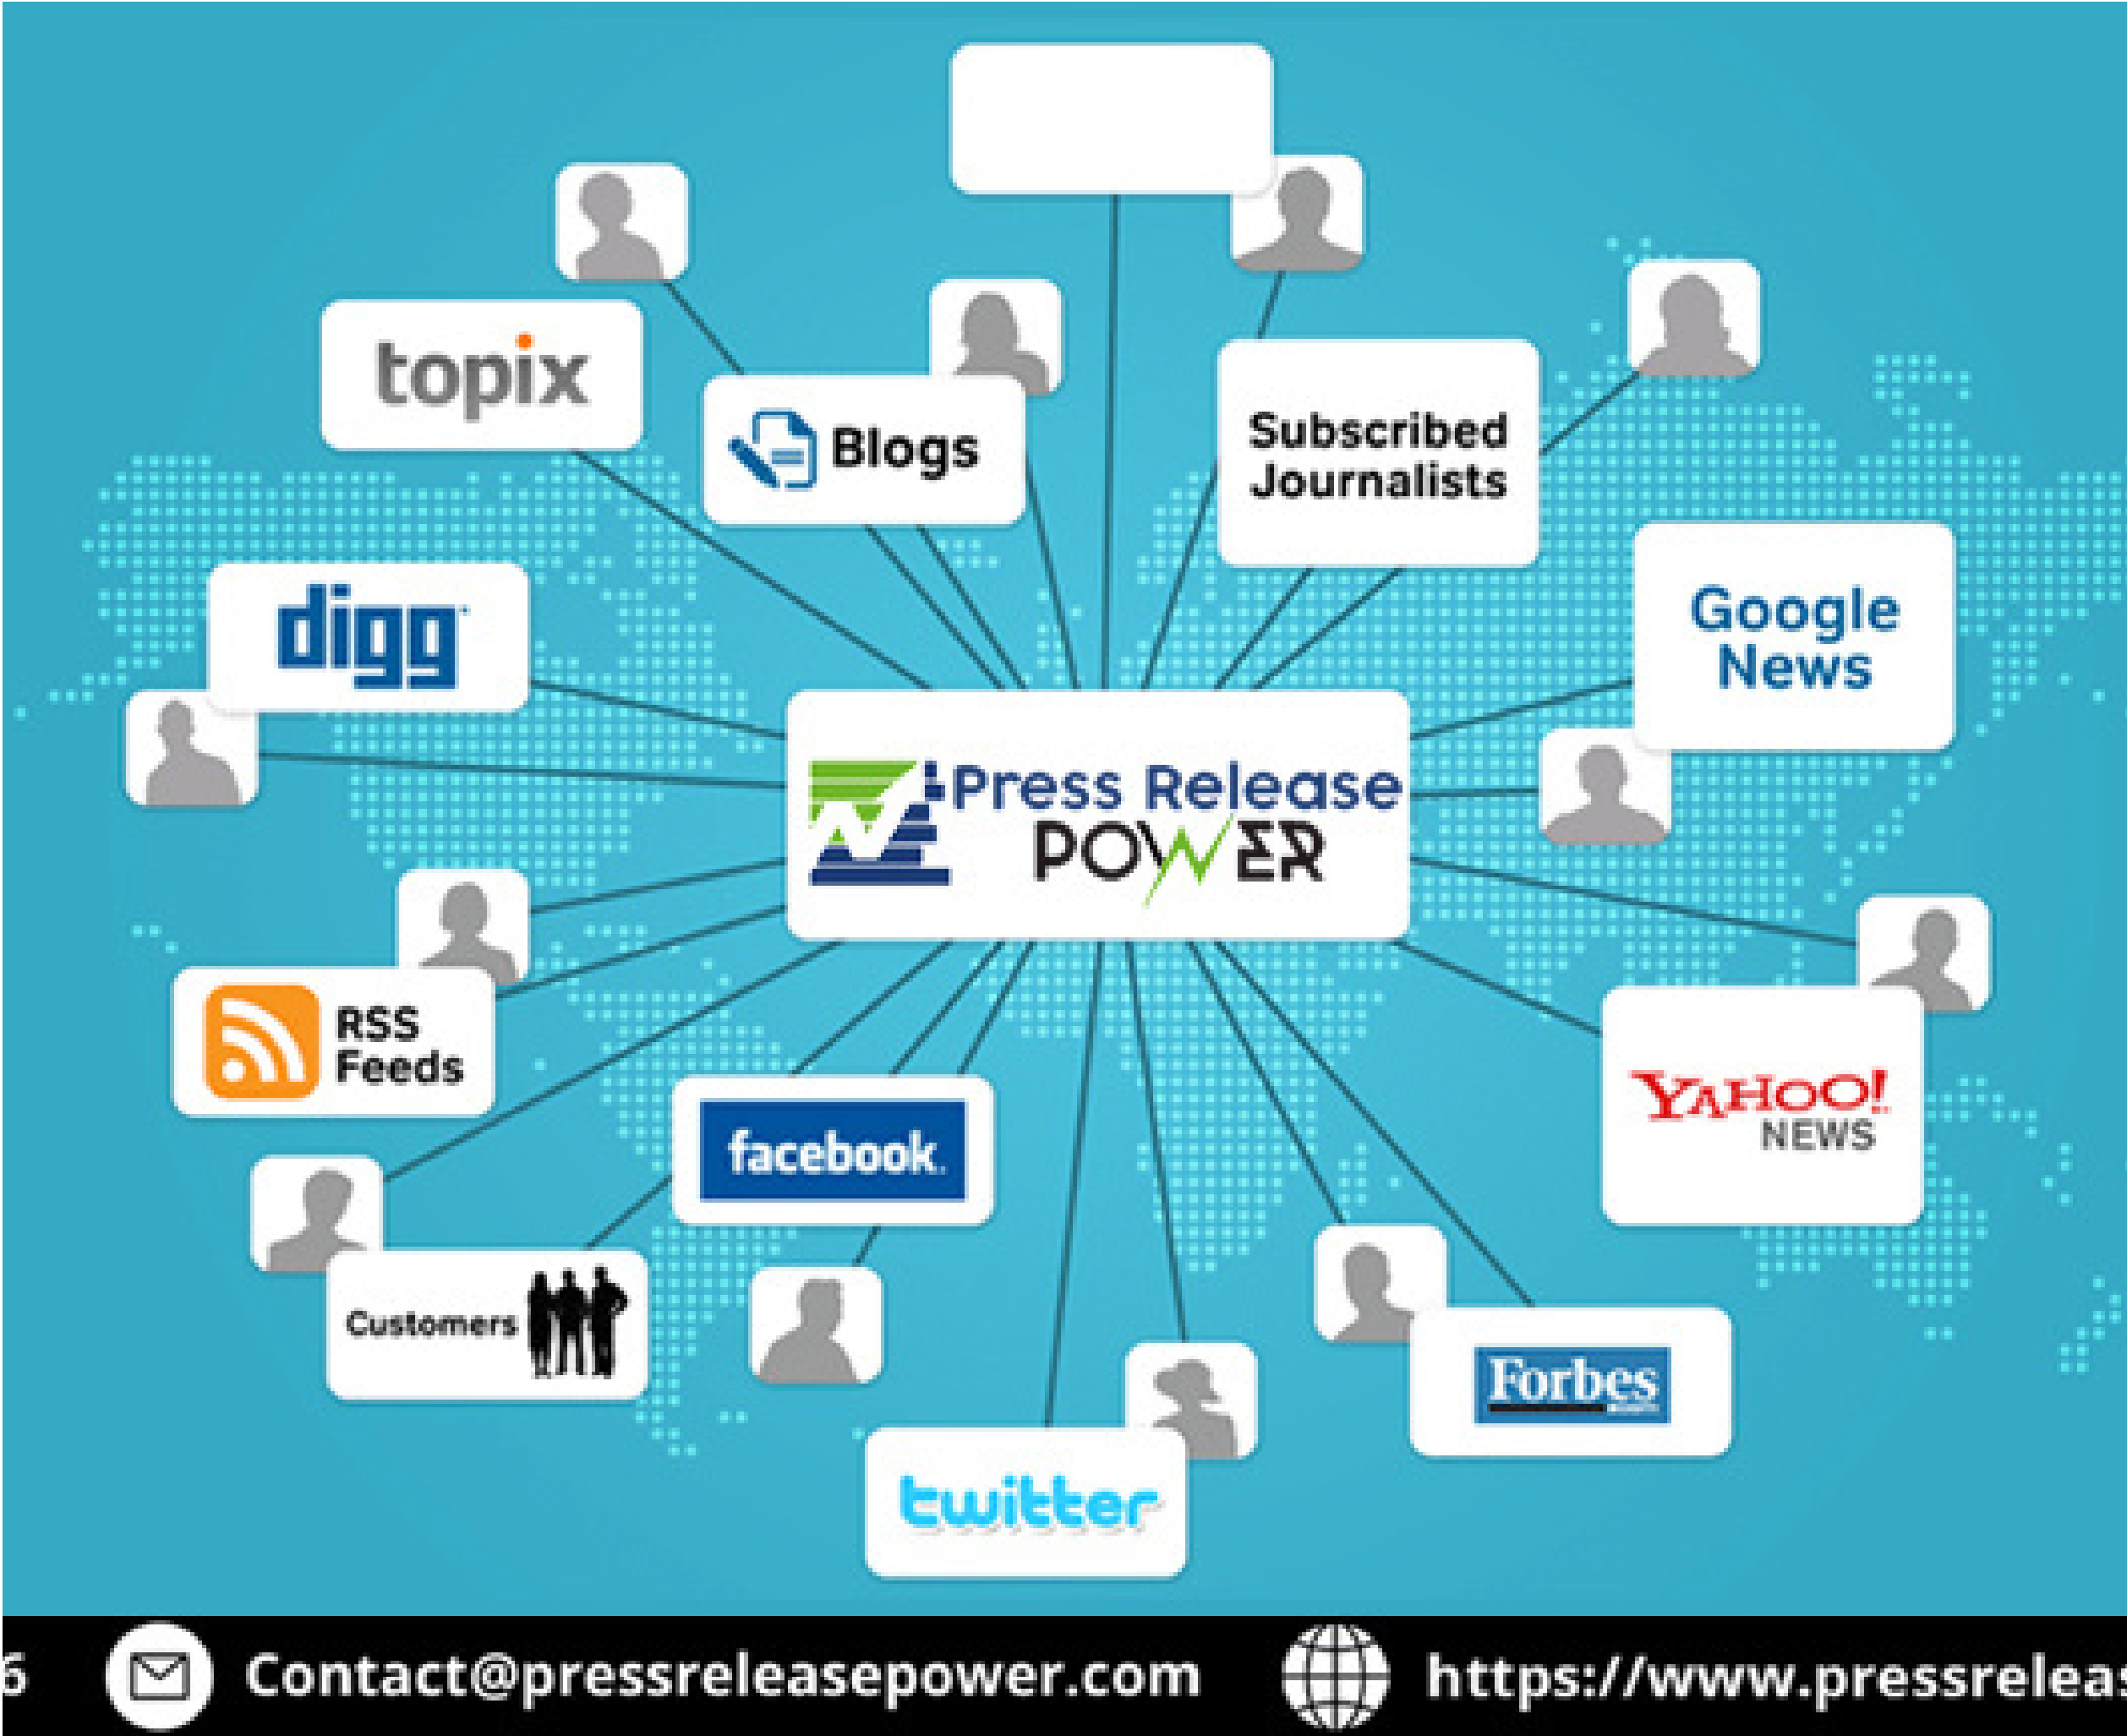 topix
Blogs
Subscribed
Journalists
digg
Google
News
Press Release
POWER
RSS
Feeds
YAHOO!
NEWS
facebook.
Customers
Forbes
twitter
6
Contact@pressreleasepower.com
https://www.pressreleas